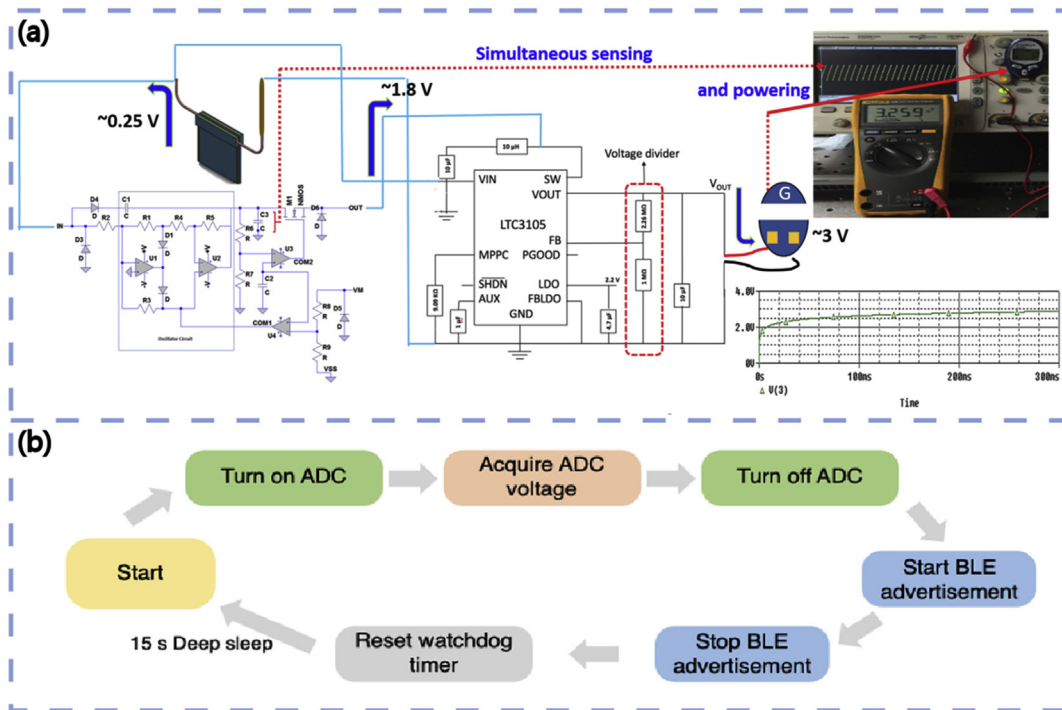 (a)
Simultaneous sensing
and powering
~0.25 V
~1.8 V
3.259
10 µH
10 µF
VIN
SW
VOUT
LTC3105
FB
MPPC
PGOOD
SHDN
LDO
AUX
FBLDO
GND
9.09 KΩ
1 µF
2.2 V
4.7 µF
Voltage divider
2.26 MΩ
1 MΩ
10 µF
VOUT
G
~3 V
IN
D4
D
C1
C
R2
R1
R4
R5
D3
D
D1
D
+V
-V
U1
+V
-V
U2
D
R3
Oscillator Circuit
R6
R
R7
R
C3
C
M1
NMOS
D6
D
OUT
U3
COM2
C2
C
COM1
U4
VM
R8
R
D5
D
R9
R
VSS
4.0V
2.0V
0V
0s
100ms
200ms
300ms
V(3)
Time
(b)
Turn on ADC
Acquire ADC
voltage
Turn off ADC
Start
Start BLE
advertisement
15 s Deep sleep
Reset watchdog
timer
Stop BLE
advertisement